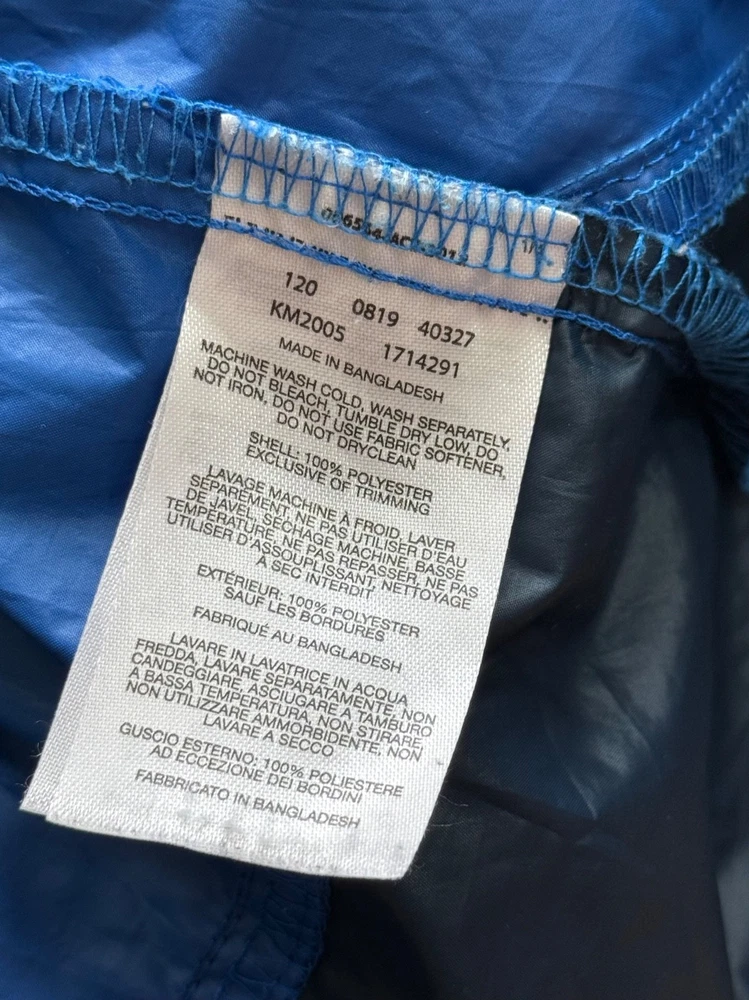 120 0819 40327
KM2005 1714291
MADE IN BANGLADESH
MACHINE WASH COLD, WASH SEPARATELY,
DO NOT BLEACH, TUMBLE DRY LOW, DO
NOT IRON, DO NOT USE FABRIC SOFTENER,
DO NOT DRYCLEAN
SHELL: 100% POLYESTER
EXCLUSIVE OF TRIMMING
LAVAGE MACHINE À FROID, LAVER
SÉPARÉMENT, NE PAS UTILISER D'EAU
DE JAVEL, SÉCHAGE MACHINE, BASSE
TEMPÉRATURE, NE PAS REPASSER, NE PAS
UTILISER D'ASSOUPLISSANT, NETTOYAGE
À SEC INTERDIT
EXTÉRIEUR: 100% POLYESTER
SAUF LES BORDURES
FABRIQUÉ AU BANGLADESH
LAVARE IN LAVATRICE IN ACQUA
FREDDA, LAVARE SEPARATAMENTE, NON
CANDEGGIARE, ASCIUGARE A TAMBURO
A BASSA TEMPERATURA, NON STIRARE
NON UTILIZZARE AMMORBIDENTE, NON
LAVARE A SECCO
GUSCIO ESTERNO: 100% POLIESTERE
AD ECCEZIONE DEI BORDINI
FABBRICATO IN BANGLADESH